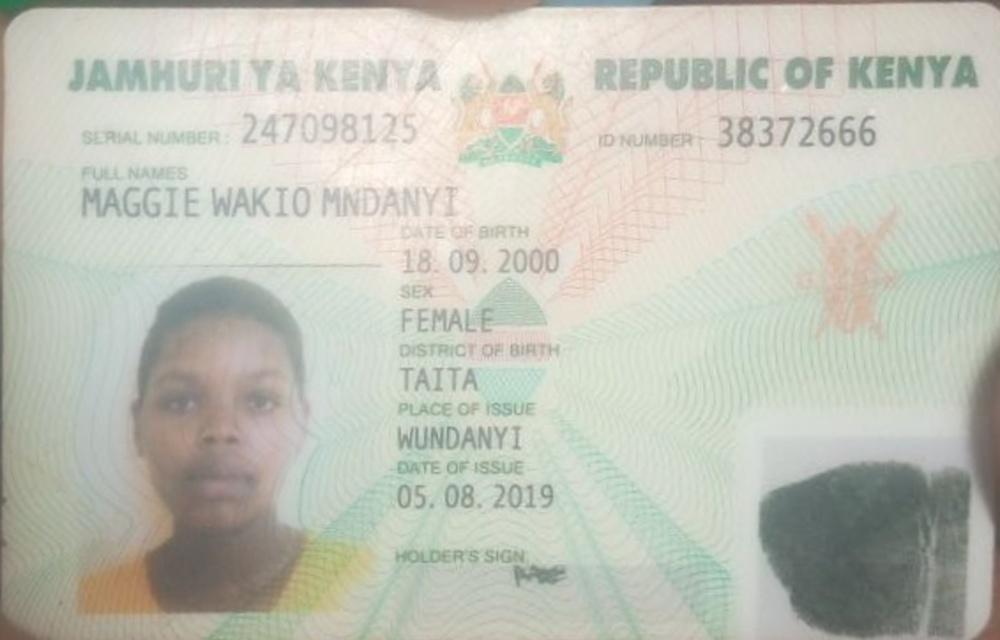 JAMHURI YA KENYA REPUBLIC OF KENYA
SERIAL NUMBER : 247098125 ID NUMBER : 38372666
FULL NAMES
MAGGIE WAKIO MNDANYI
DATE OF BIRTH
18. 09. 2000
SEX
FEMALE
DISTRICT OF BIRTH
TAITA
PLACE OF ISSUE
WUNDANYI
DATE OF ISSUE
05. 08. 2019
HOLDER'S SIGN